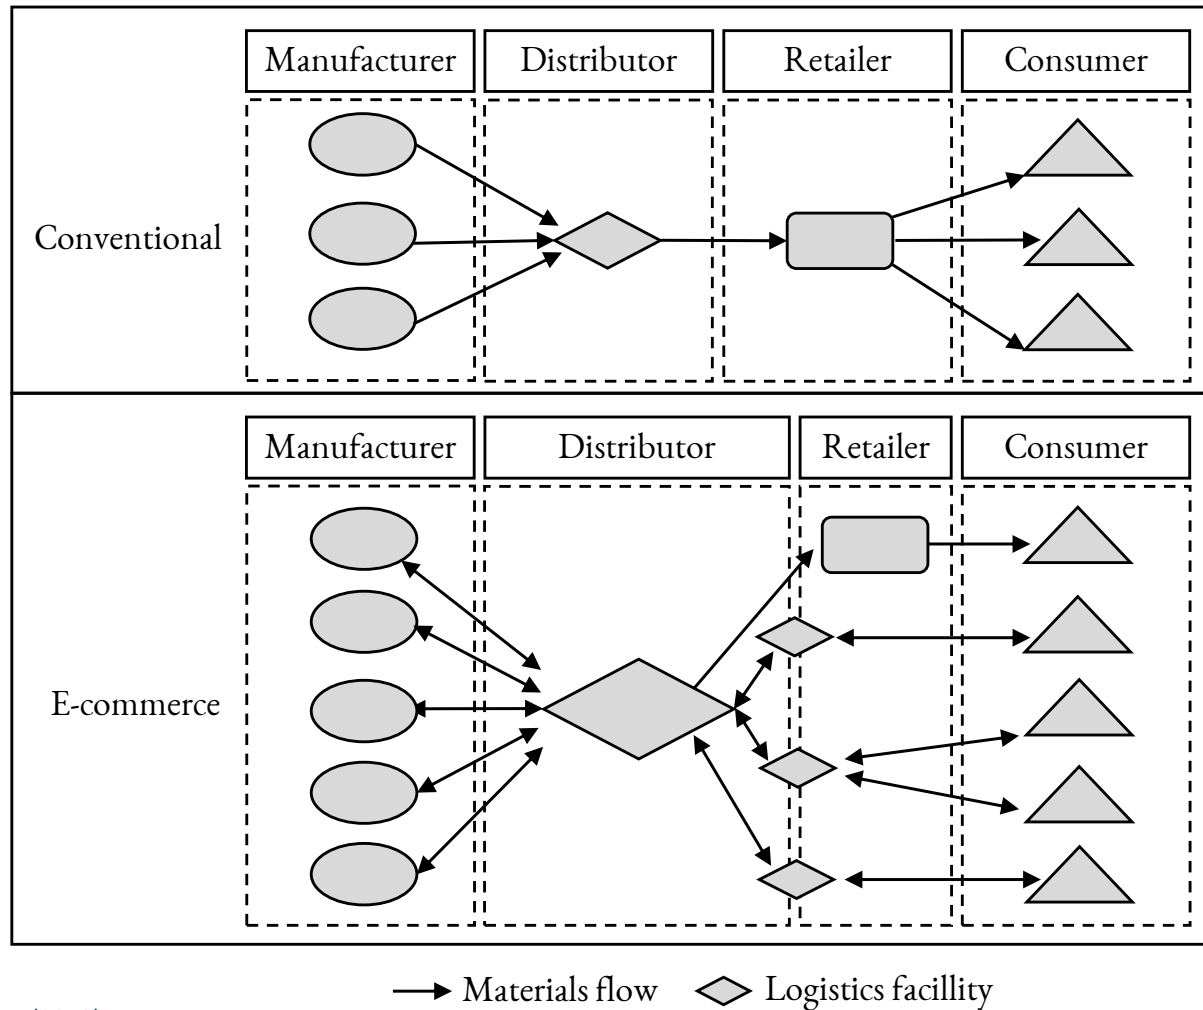 Manufacturer Distributor Retailer Consumer
Conventional
Manufacturer Distributor Retailer Consumer
E-commerce
Materials flow Logistics facillity